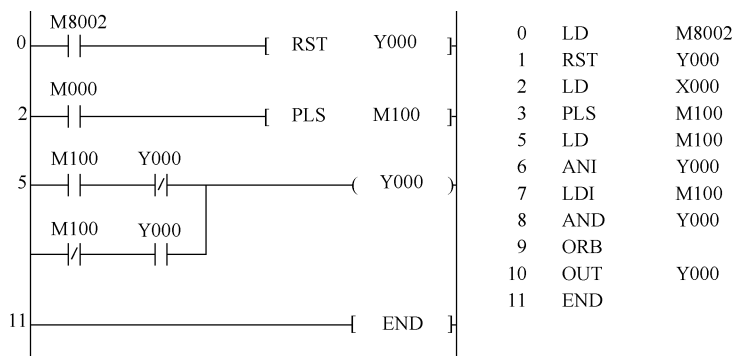 M8002
0 [ RST Y000 ]
M000
2 [ PLS M100 ]
M100 Y000
5 ( Y000 )
M100 Y000
11 [ END ]
0 LD M8002
1 RST Y000
2 LD X000
3 PLS M100
5 LD M100
6 ANI Y000
7 LDI M100
8 AND Y000
9 ORB
10 OUT Y000
11 END